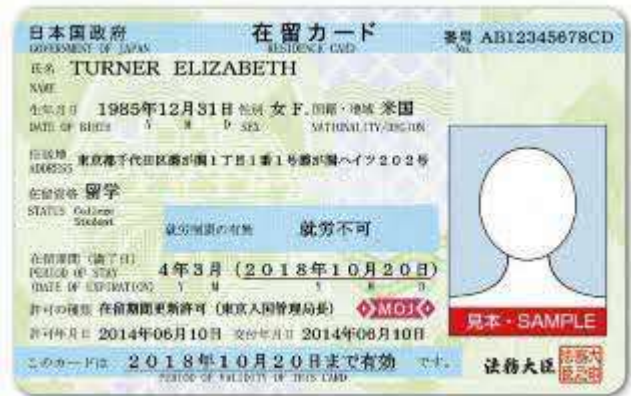 日本国政府 在留カード 番号 AB12345678CD
GOVERNMENT OF JAPAN RESIDENCE CARD No.
氏名 TURNER ELIZABETH
NAME
生年月日 1985年12月31日 性別 女 F. 国籍・地域 米国
DATE OF BIRTH Y M D SEX NATIONALITY/REGION
住居地 東京都千代田区霞が関1丁目1番1号霞が関ハイツ202号
ADDRESS
在留資格 留学
STATUS College
Student
就労制限の有無 就労不可
在留期間(満了日) 4年3月(2018年10月20日)
PERIOD OF STAY
(DATE OF EXPIRATION) Y M Y M D
許可の種類 在留期間更新許可(東京入国管理局長) MOJ
見本・SAMPLE
許可年月日 2014年06月10日 交付年月日 2014年06月10日
このカードは 2018年10月20日まで有効 です。
PERIOD OF VALIDITY OF THIS CARD
法務大臣